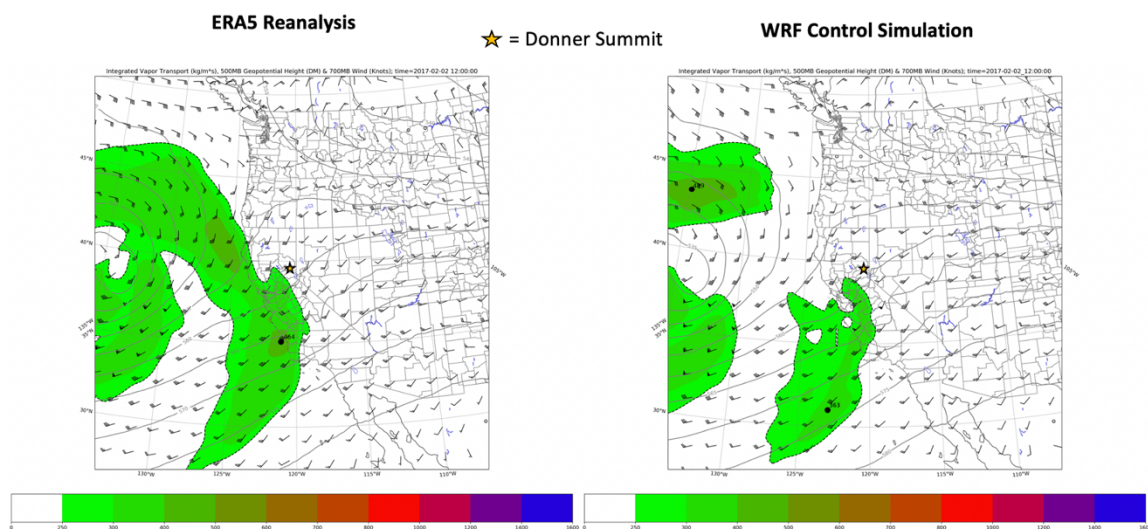 ERA5 Reanalysis
= Donner Summit
WRF Control Simulation
Integrated Vapor Transport (kg/m*s), 500MB Geopotential Height (DM) & 700MB Wind (Knots); time=2017-02-02 12:00:00
Integrated Vapor Transport (kg/m*s), 500MB Geopotential Height (DM) & 700MB Wind (Knots); time=2017-02-02_12:00:00
45°N
45°N
40°N
40°N
105°W
105°W
135°W
135°W
35°N
35°N
30°N
30°N
130°W 125°W 120°W 115°W 110°W
130°W 125°W 120°W 115°W 110°W
0 250 300 400 500 600 700 800 1000 1200 1400 1600
0 250 300 400 500 600 700 800 1000 1200 1400 1600